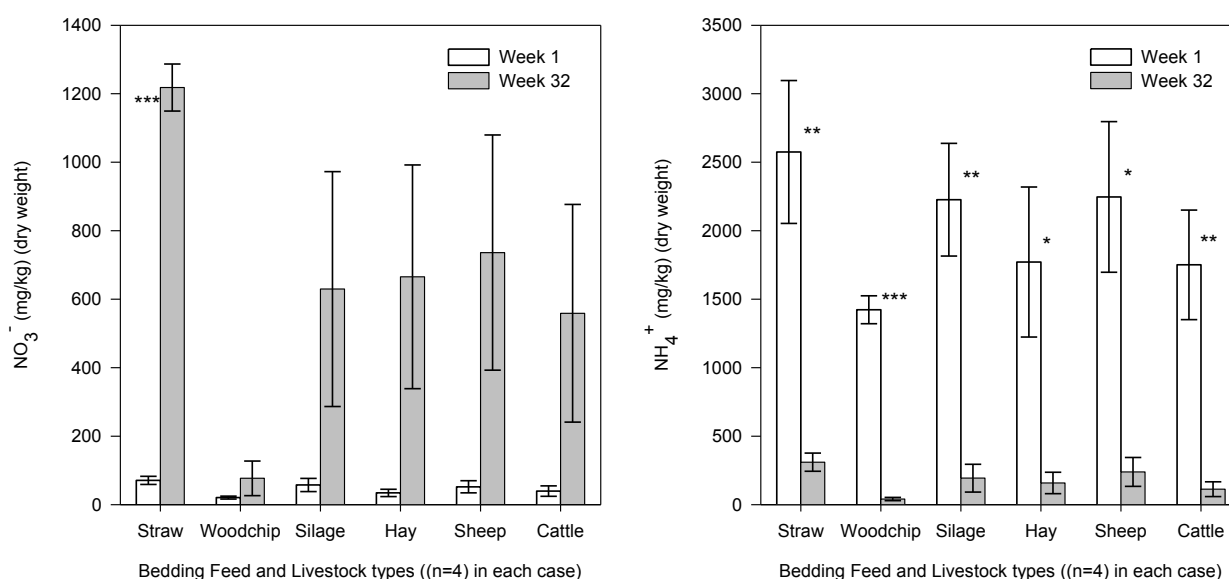 NO₃⁻ (mg/kg) (dry weight)
1400
1200
1000
800
600
400
200
0
Week 1
Week 32
***
Straw Woodchip Silage Hay Sheep Cattle
Bedding Feed and Livestock types ((n=4) in each case)
NH₄⁺ (mg/kg) (dry weight)
3500
3000
2500
2000
1500
1000
500
0
Week 1
Week 32
**
***
**
*
*
**
Straw Woodchip Silage Hay Sheep Cattle
Bedding Feed and Livestock types ((n=4) in each case)